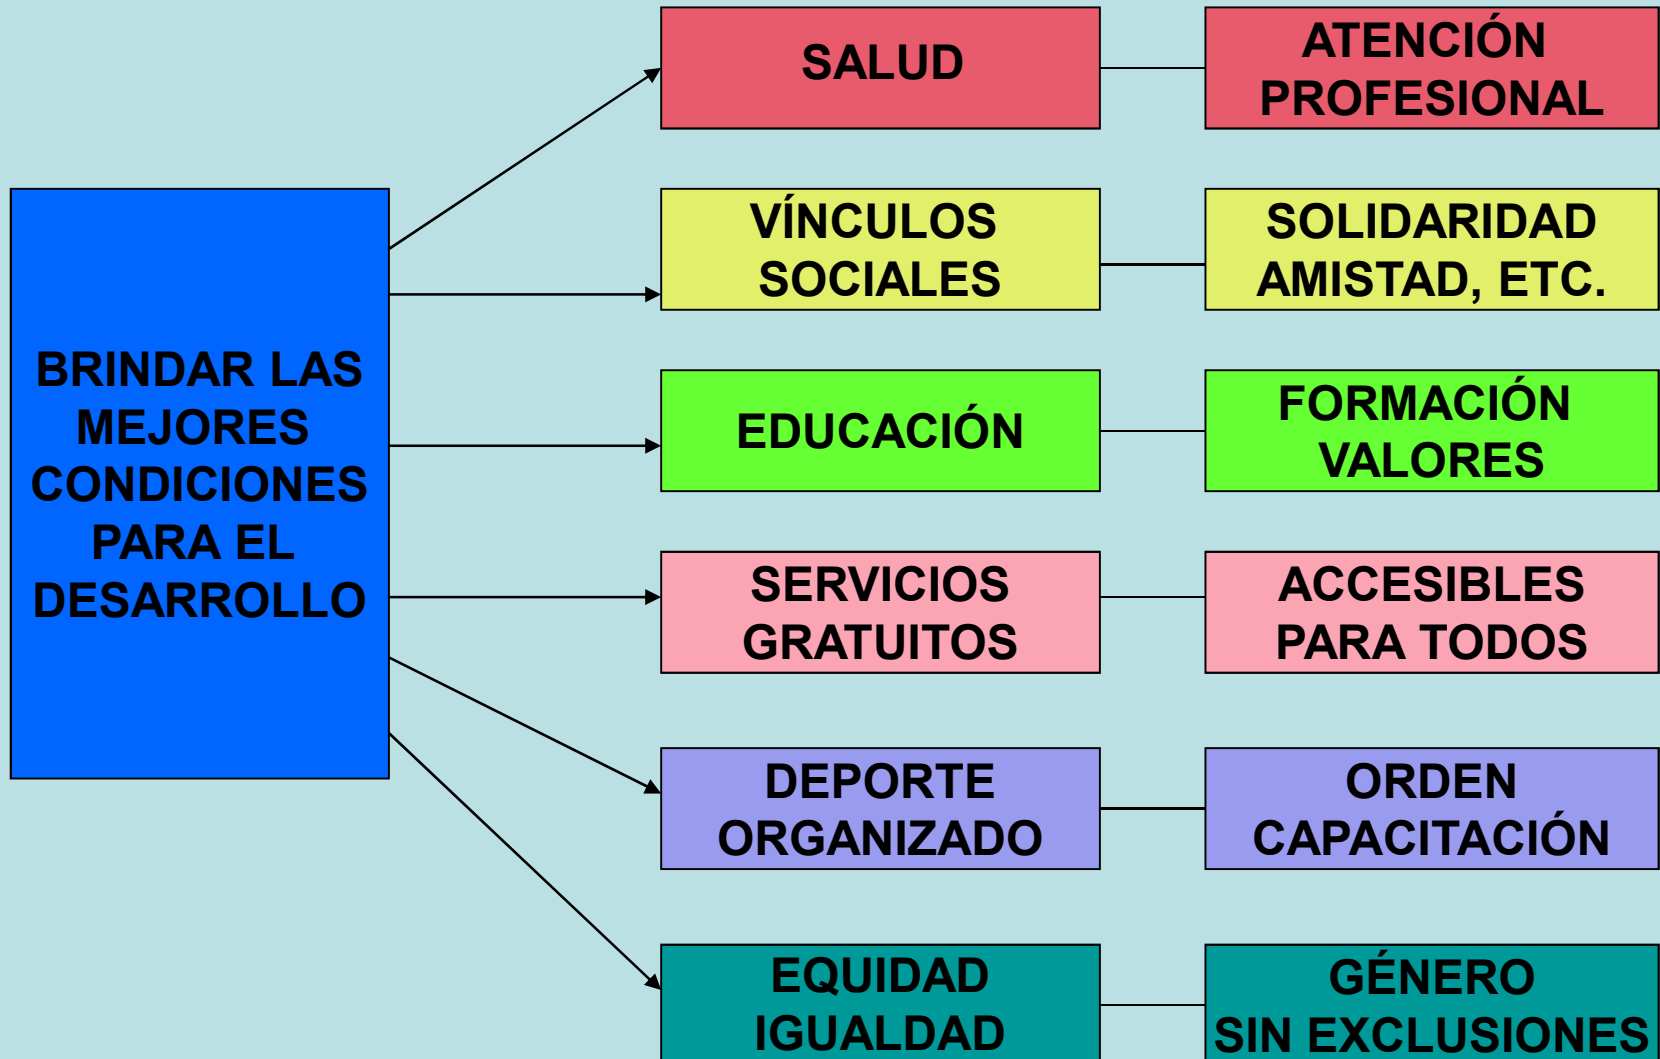 BRINDAR LAS
MEJORES
CONDICIONES
PARA EL
DESARROLLO
SALUD
ATENCIÓN
PROFESIONAL
VÍNCULOS
SOCIALES
SOLIDARIDAD
AMISTAD, ETC.
EDUCACIÓN
FORMACIÓN
VALORES
SERVICIOS
GRATUITOS
ACCESIBLES
PARA TODOS
DEPORTE
ORGANIZADO
ORDEN
CAPACITACIÓN
EQUIDAD
IGUALDAD
GÉNERO
SIN EXCLUSIONES